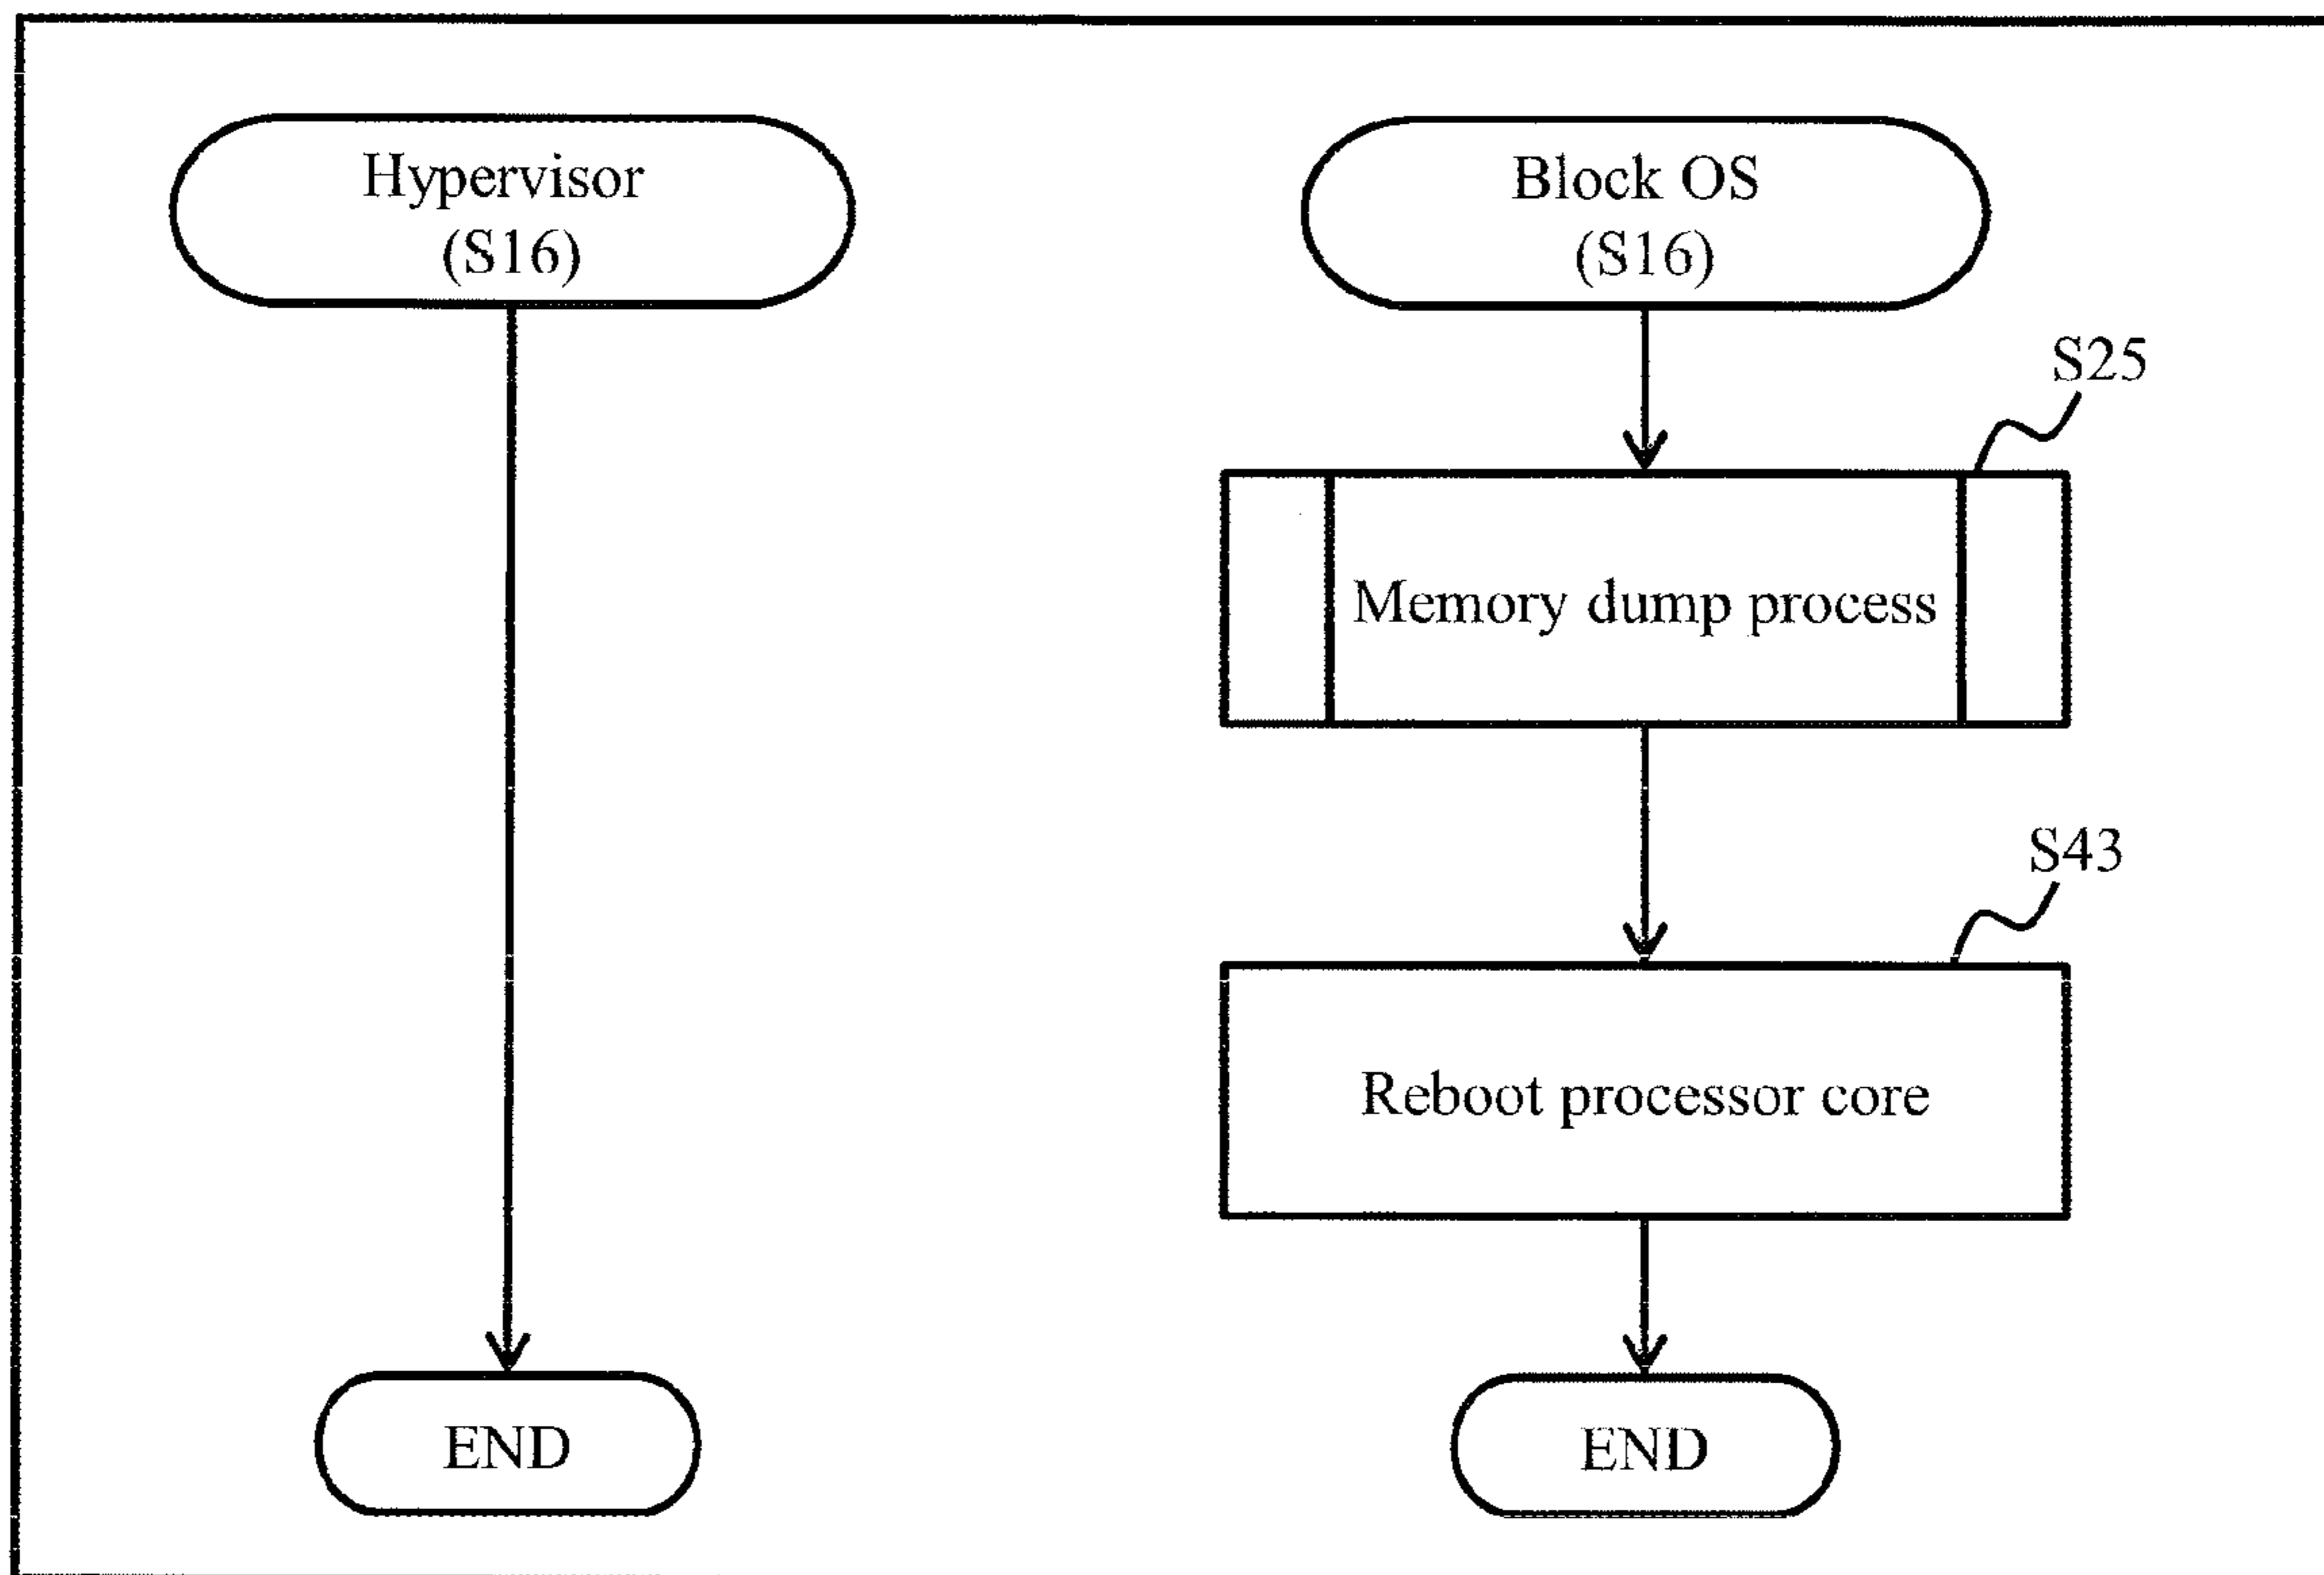 Hypervisor
(S16)
Block OS
(S16)
S25
Memory dump process
S43
Reboot processor core
END
END